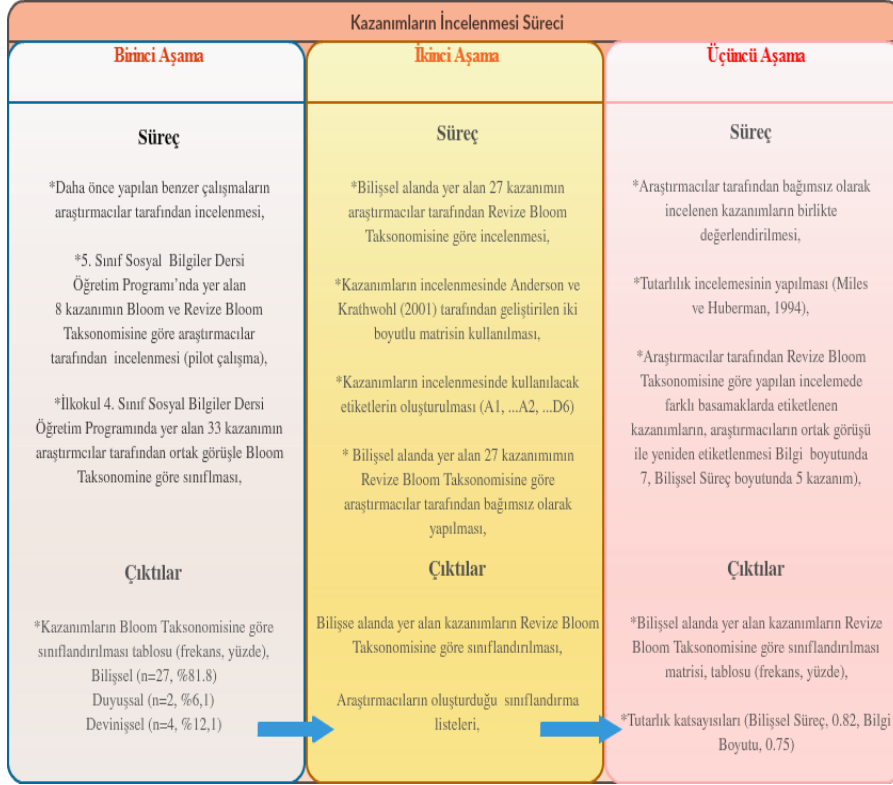 Kazanımların İncelenmesi Süreci
Birinci Aşama
Süreç
*Daha önce yapılan benzer çalışmaların
araştırmacılar tarafından incelenmesi,
*5. Sınıf Sosyal Bilgiler Dersi
Öğretim Programı’nda yer alan
8 kazanımın Bloom ve Revize Bloom
Taksonomisine göre araştırmacılar
tarafından incelenmesi (pilot çalışma),
*İlkokul 4. Sınıf Sosyal Bilgiler Dersi
Öğretim Programında yer alan 33 kazanımın
araştırmcılar tarafından ortak görüşle Bloom
Taksonomine göre sınıflması,
Çıktılar
*Kazanımların Bloom Taksonomisine göre
sınıflandırılması tablosu (frekans, yüzde),
Bilişsel (n=27, %81.8)
Duyuşsal (n=2, %6,1)
Devinişsel (n=4, %12,1)
İkinci Aşama
Süreç
*Bilişsel alanda yer alan 27 kazanımın
araştırmacılar tarafından Revize Bloom
Taksonomisine göre incelenmesi,
*Kazanımların incelenmesinde Anderson ve
Krathwohl (2001) tarafından geliştirilen iki
boyutlu matrisin kullanılması,
*Kazanımların incelenmesinde kullanılacak
etiketlerin oluşturulması (A1, ...A2, ...D6)
* Bilişsel alanda yer alan 27 kazanımımın
Revize Bloom Taksonomisine göre
araştırmacılar tarafından bağımsız olarak
yapılması,
Çıktılar
Bilişse alanda yer alan kazanımların Revize Bloom
Taksonomisine göre sınıflandırılması,
Araştırmacıların oluşturduğu sınıflandırma
listeleri,
Üçüncü Aşama
Süreç
*Araştırmacılar tarafından bağımsız olarak
incelenen kazanımların birlikte
değerlendirilmesi,
*Tutarlılık incelemesinin yapılması (Miles
ve Huberman, 1994),
*Araştırmacılar tarafından Revize Bloom
Taksonomisine göre yapılan incelemede
farklı basamaklarda etiketlenen
kazanımların, araştırmacıların ortak görüşü
ile yeniden etiketlenmesi Bilgi boyutunda
7, Bilişsel Süreç boyutunda 5 kazanım),
Çıktılar
*Bilişsel alanda yer alan kazanımların Revize
Bloom Taksonomisine göre sınıflandırılması
matrisi, tablosu (frekans, yüzde),
*Tutarlık katsayısıları (Bilişsel Süreç, 0.82, Bilgi
Boyutu, 0.75)